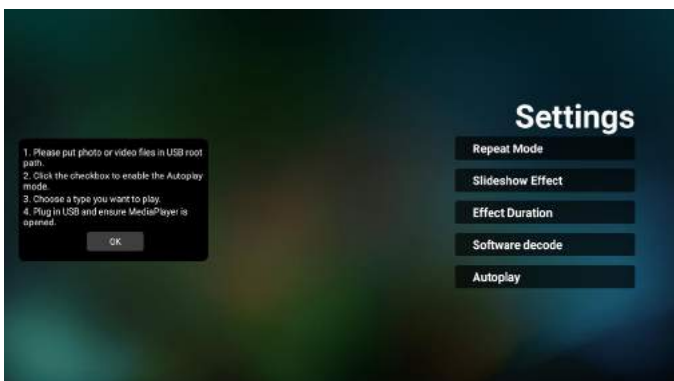 Settings
1. Please put photo or video files in USB root
path.
2. Click the checkbox to enable the Autoplay
mode.
3. Choose a type you want to play.
4. Plug in USB and ensure MediaPlayer is
opened.
OK
Repeat Mode
Slideshow Effect
Effect Duration
Software decode
Autoplay